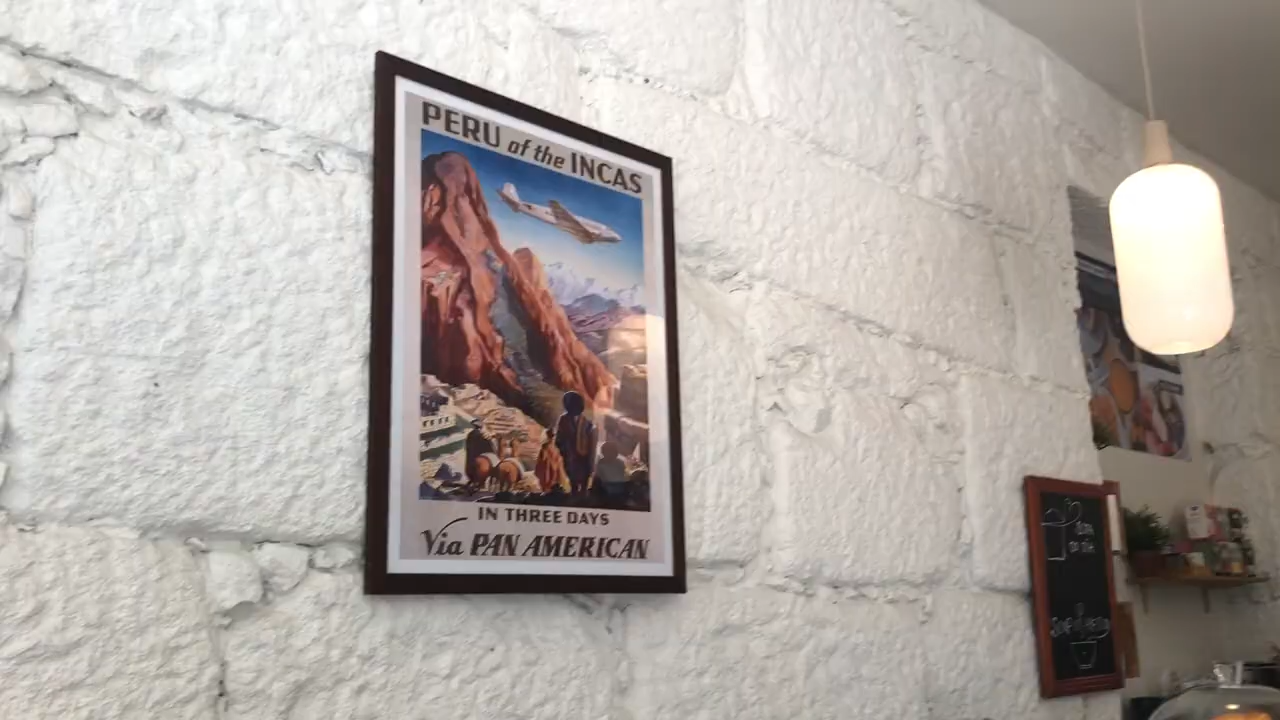 PERU of the INCAS
IN THREE DAYS
Via PAN AMERICAN